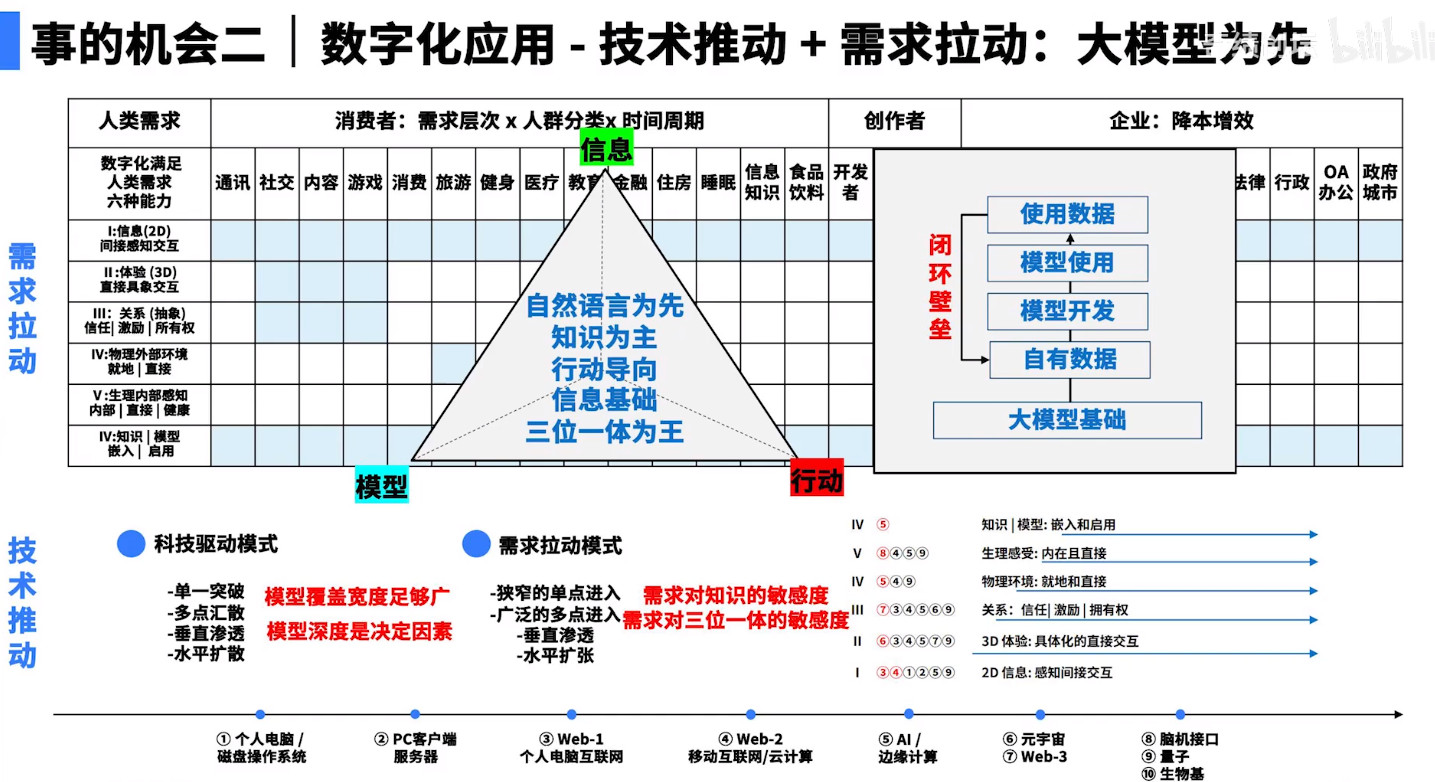 事的机会二｜数字化应用 - 技术推动 + 需求拉动：大模型为先
bilibili
人类需求
消费者：需求层次 x 人群分类x 时间周期
创作者
企业：降本增效
数字化满足
人类需求
六种能力
通讯
社交
内容
游戏
消费
旅游
健身
医疗
教育
金融
住房
睡眠
信息
知识
食品
饮料
开发
者
法律
行政
OA
办公
政府
城市
信息
需求拉动
I:信息(2D)
间接感知交互
II :体验 (3D)
直接具象交互
III：关系 (抽象)
信任| 激励 | 所有权
IV:物理外部环境
就地 | 直接
V :生理内部感知
内部 | 直接 | 健康
IV:知识 | 模型
嵌入 | 启用
自然语言为先
知识为主
行动导向
信息基础
三位一体为王
模型
行动
闭环壁垒
使用数据
模型使用
模型开发
自有数据
大模型基础
技术推动
科技驱动模式
-单一突破
-多点汇散
-垂直渗透
-水平扩散
模型覆盖宽度足够广
模型深度是决定因素
需求拉动模式
-狭窄的单点进入
-广泛的多点进入
-垂直渗透
-水平扩张
需求对知识的敏感度
需求对三位一体的敏感度
IV ⑤ 知识 | 模型: 嵌入和启用
V ⑧④⑤⑨ 生理感受: 内在且直接
IV ⑤④⑨ 物理环境: 就地和直接
III ⑦③④⑤⑥⑨ 关系：信任| 激励 | 拥有权
II ⑥③④⑤⑦⑨ 3D 体验: 具体化的直接交互
I ③④①②⑤⑨ 2D 信息: 感知间接交互
① 个人电脑 /
磁盘操作系统
② PC客户端
服务器
③ Web-1
个人电脑互联网
④ Web-2
移动互联网/云计算
⑤ AI /
边缘计算
⑥ 元宇宙
⑦ Web-3
⑧ 脑机接口
⑨ 量子
⑩ 生物基